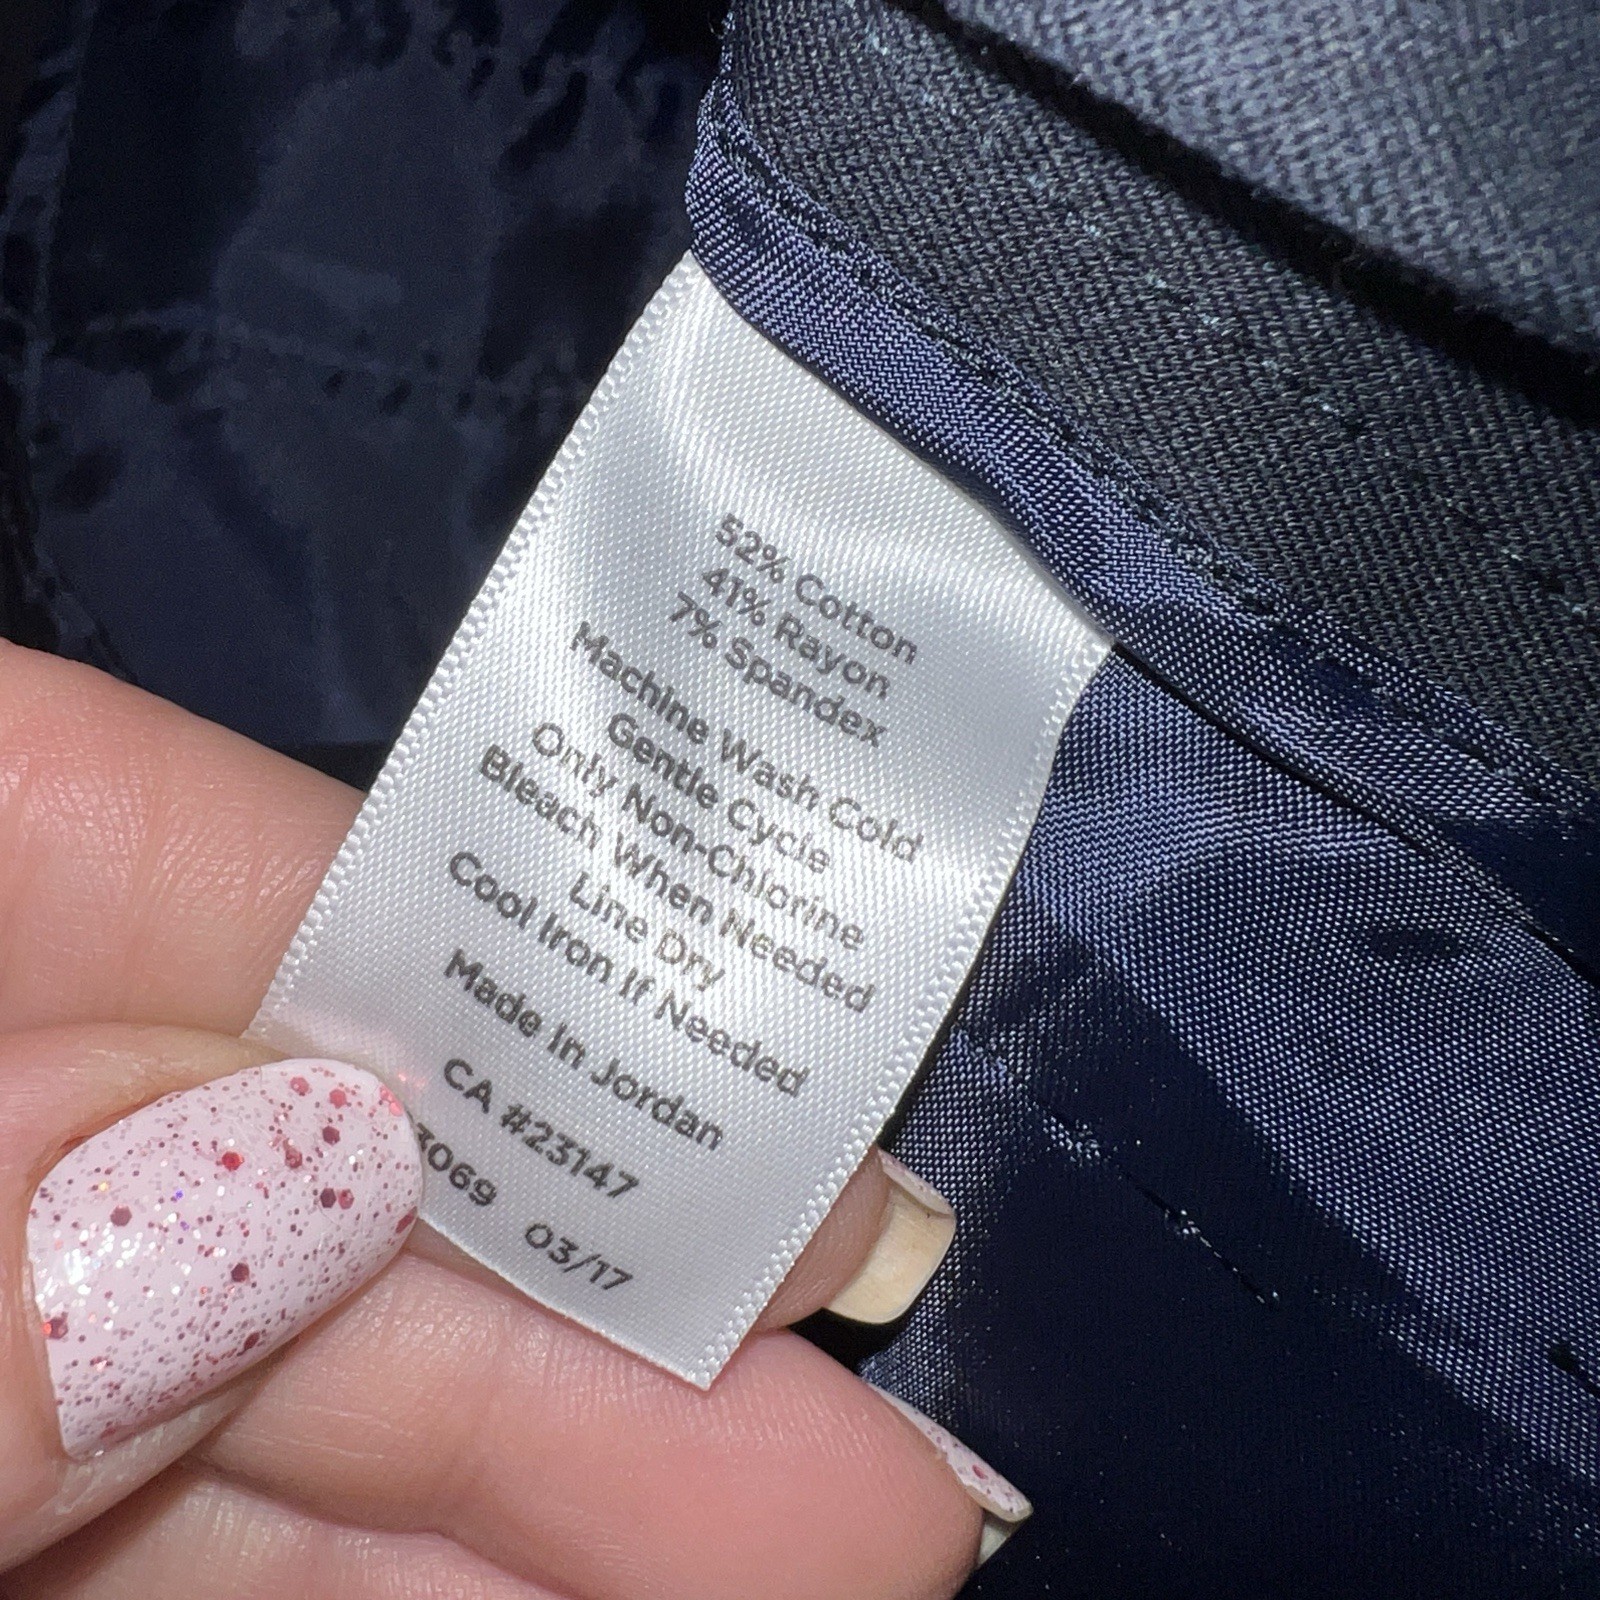 52% Cotton
41% Rayon
7% Spandex
Machine Wash Cold
Gentle Cycle
Only Non-Chlorine
Bleach When Needed
Line Dry
Cool Iron If Needed
Made In Jordan
CA #23147
3069 03/17